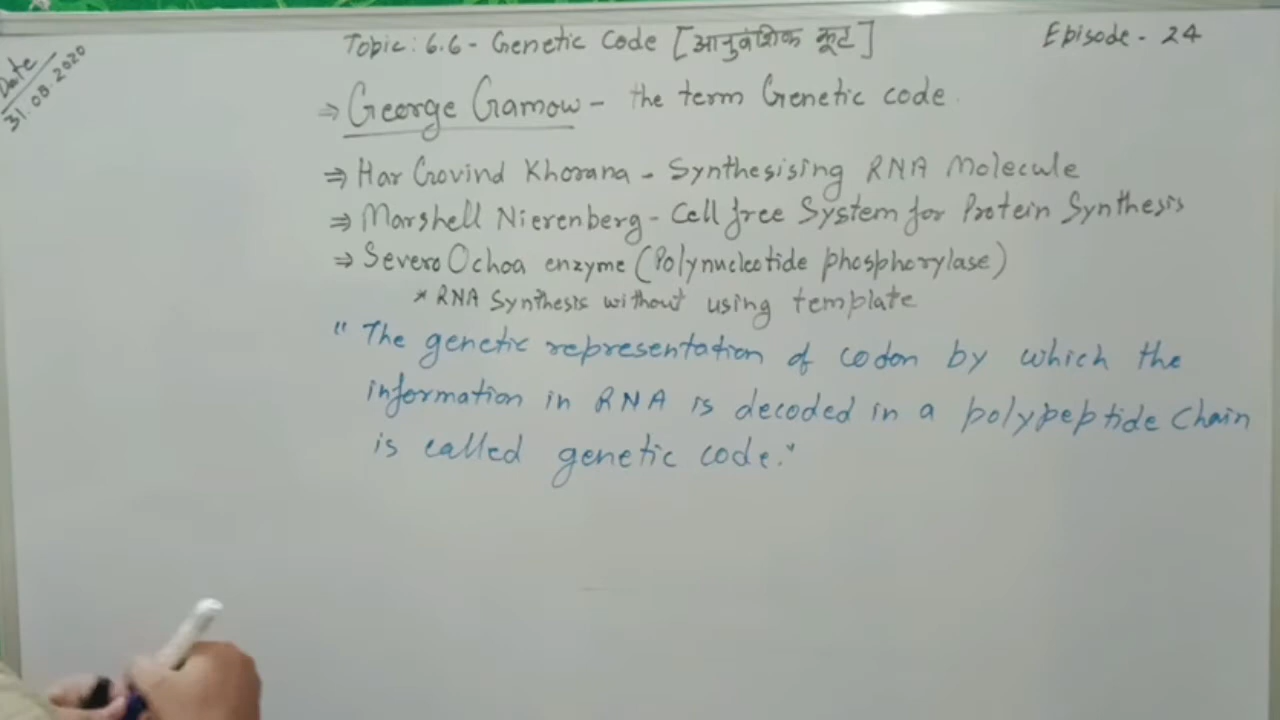 Date
31.08.2020
Topic: 6.6 - Genetic Code [आनुवंशिक कूट]
Episode - 24
⇒ George Gamow - the term Genetic code.
⇒ Har Govind Khorana - Synthesising RNA Molecule
⇒ Marshell Nierenberg - Cell free System for Protein Synthesis
⇒ Severo Ochoa enzyme (Polynucleotide phosphorylase)
* RNA Synthesis without using template
" The genetic representation of codon by which the
information in RNA is decoded in a polypeptide Chain
is called genetic code."